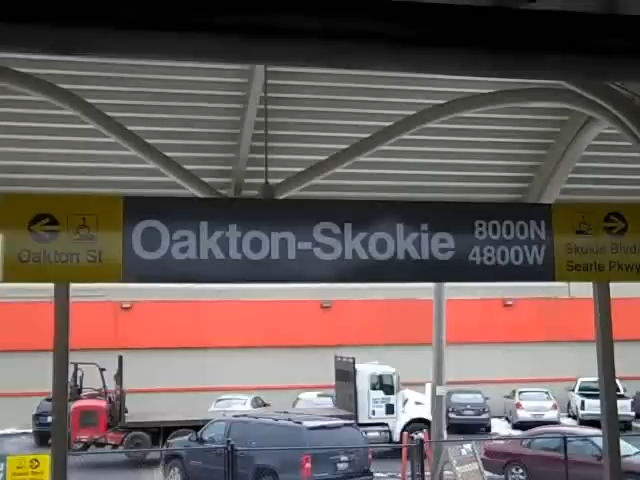 Oakton St
Oakton-Skokie
8000N
4800W
Skokie Blvd
Searle Pkwy